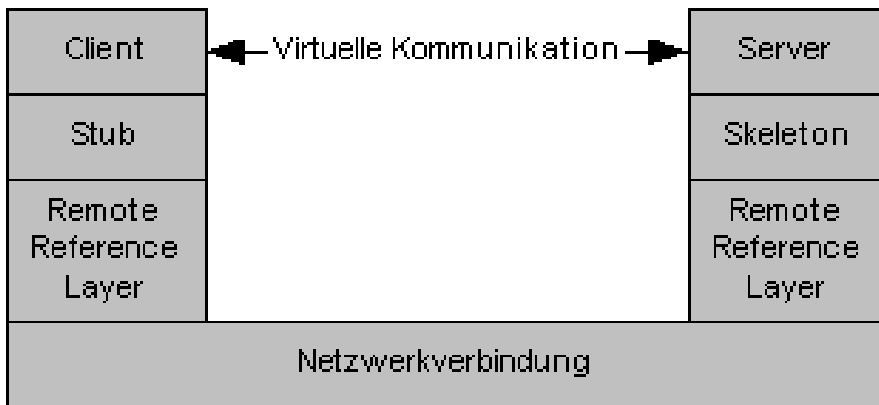 Client
Virtuelle Kommunikation
Server
Stub
Skeleton
Remote
Reference
Layer
Remote
Reference
Layer
Netzwerkverbindung